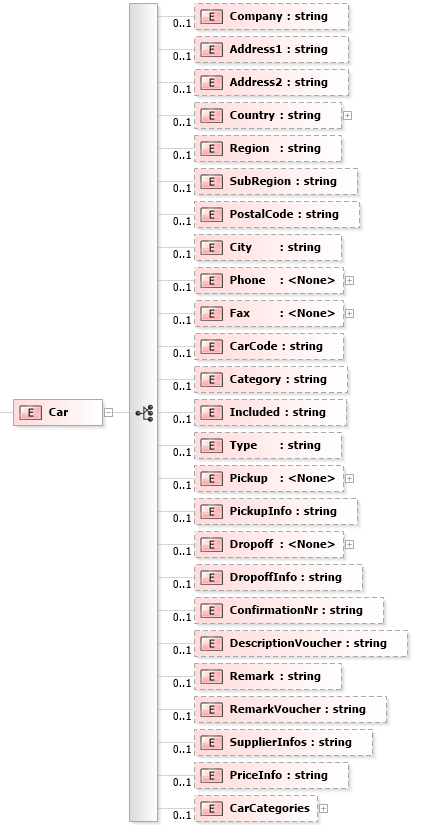 E Company : string
0..1
E Address1 : string
0..1
E Address2 : string
0..1
E Country : string
0..1
E Region : string
0..1
E SubRegion : string
0..1
E PostalCode : string
0..1
E City : string
0..1
E Phone : <None>
0..1
E Fax : <None>
0..1
E CarCode : string
0..1
E Category : string
0..1
E Car
E Included : string
0..1
E Type : string
0..1
E Pickup : <None>
0..1
E PickupInfo : string
0..1
E Dropoff : <None>
0..1
E DropoffInfo : string
0..1
E ConfirmationNr : string
0..1
E DescriptionVoucher : string
0..1
E Remark : string
0..1
E RemarkVoucher : string
0..1
E SupplierInfos : string
0..1
E PriceInfo : string
0..1
E CarCategories
0..1